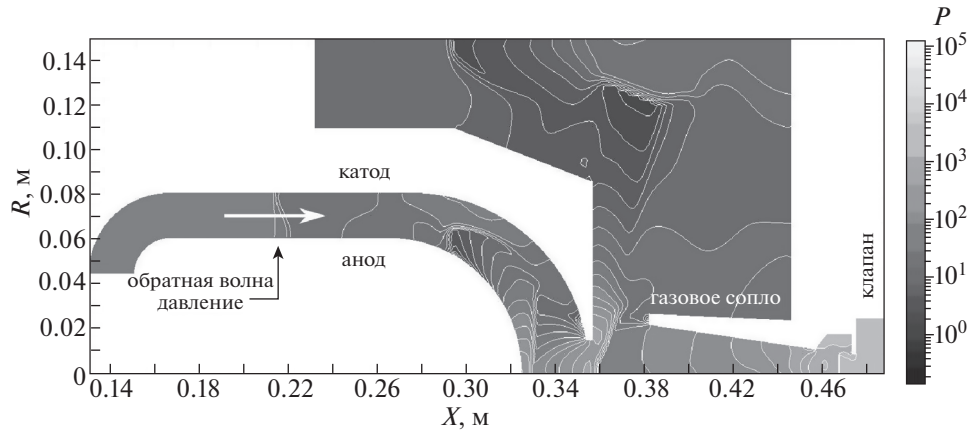 P
0.14
0.12
0.10
0.08
0.06
0.04
0.02
0
R, м
катод
анод
обратная волна
давление
газовое сопло
клапан
10^5
10^4
10^3
10^2
10^1
10^0
0.14
0.18
0.22
0.26
0.30
0.34
0.38
0.42
0.46
X, м